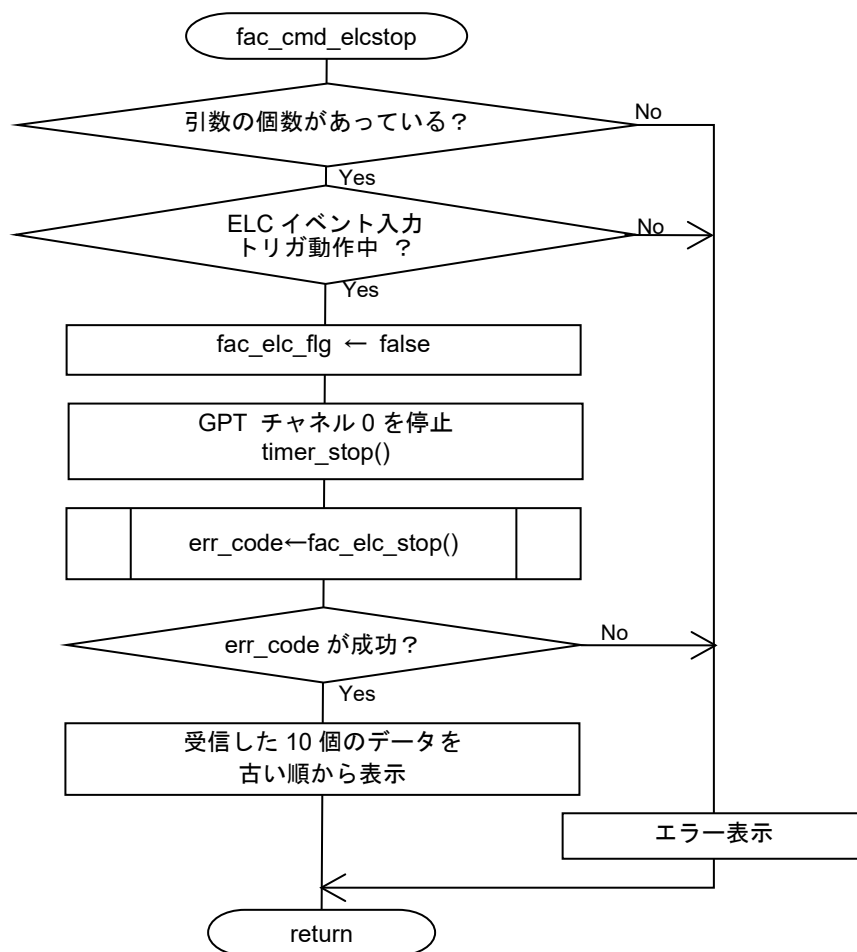 fac_cmd_elcstop
引数の個数があっている？
No
Yes
ELC イベント入力
トリガ動作中 ？
No
Yes
fac_elc_flg ← false
GPT チャネル 0 を停止
timer_stop()
err_code←fac_elc_stop()
err_code が成功？
No
Yes
受信した 10 個のデータを
古い順から表示
エラー表示
return